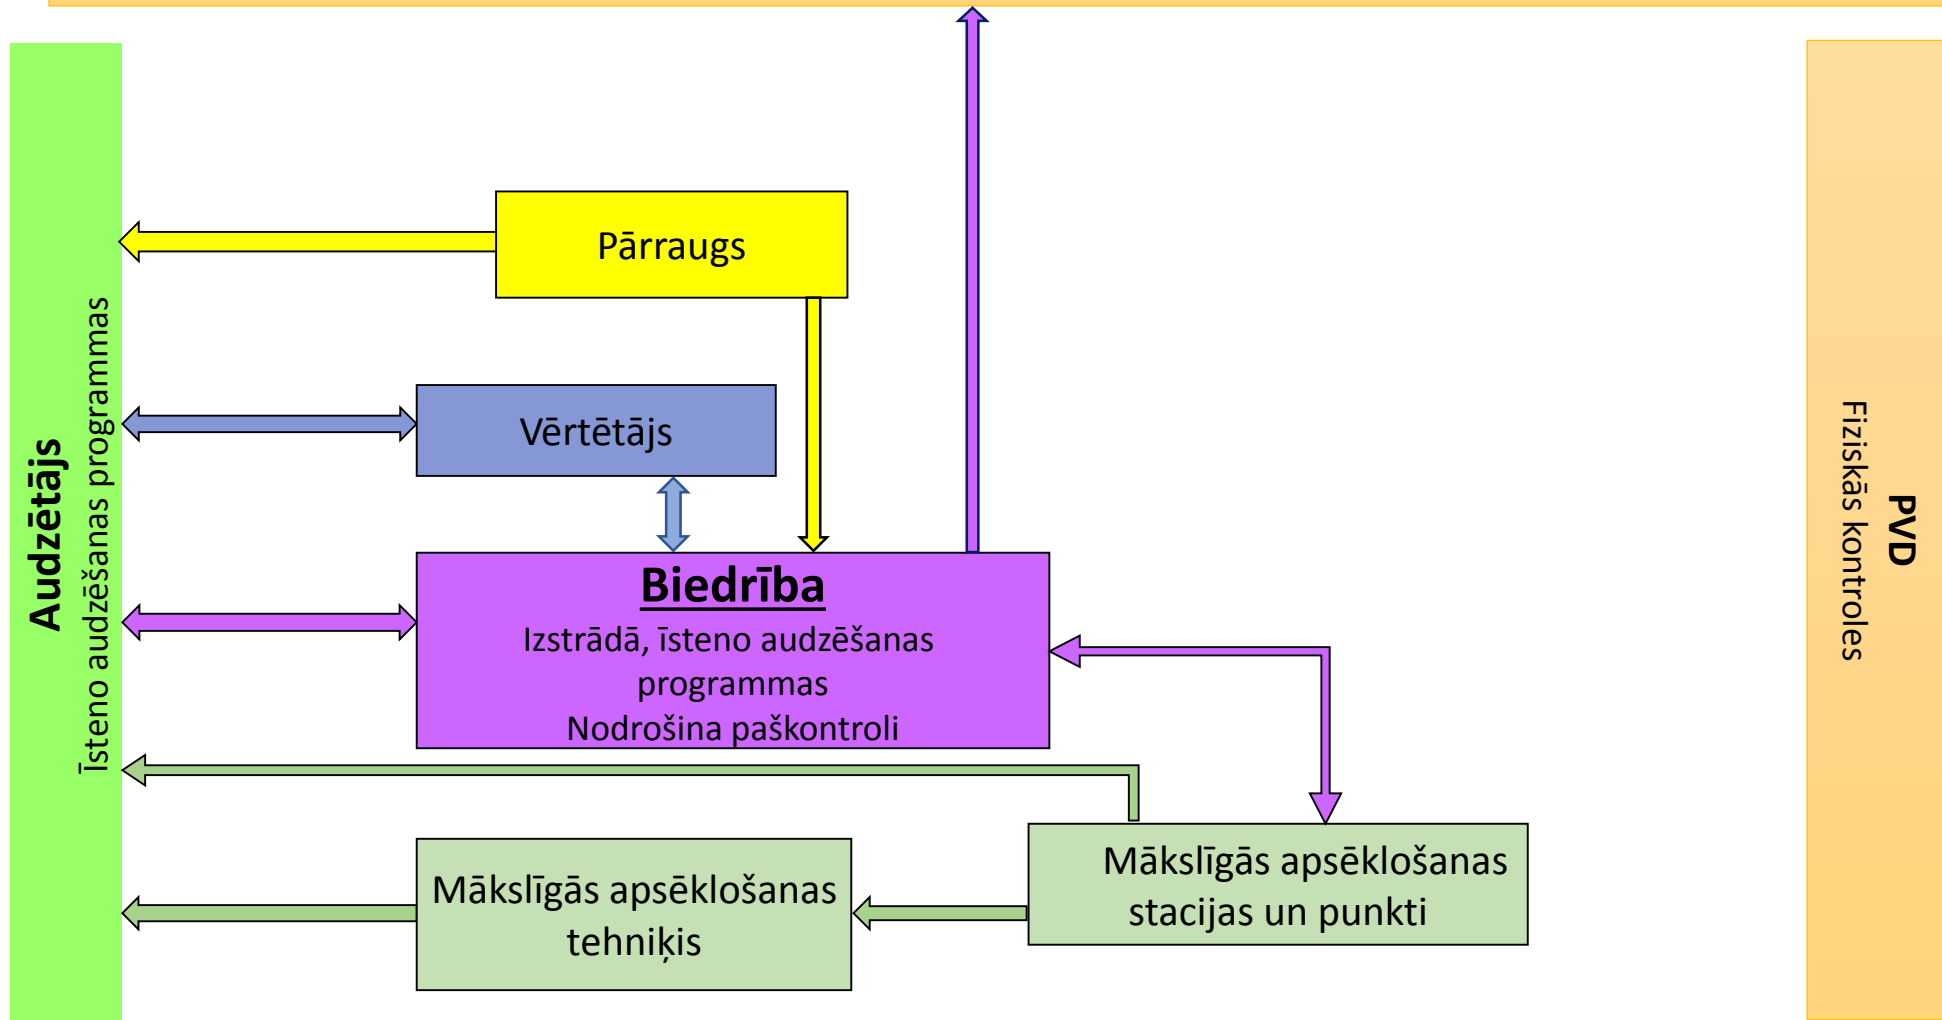 Audzētājs
Īsteno audzēšanas programmas
Pārraugs
Vērtētājs
Biedrība
Izstrādā, īsteno audzēšanas
programmas
Nodrošina paškontroli
Mākslīgās apsēklošanas
tehniķis
Mākslīgās apsēklošanas
stacijas un punkti
PVD
Fiziskās kontroles